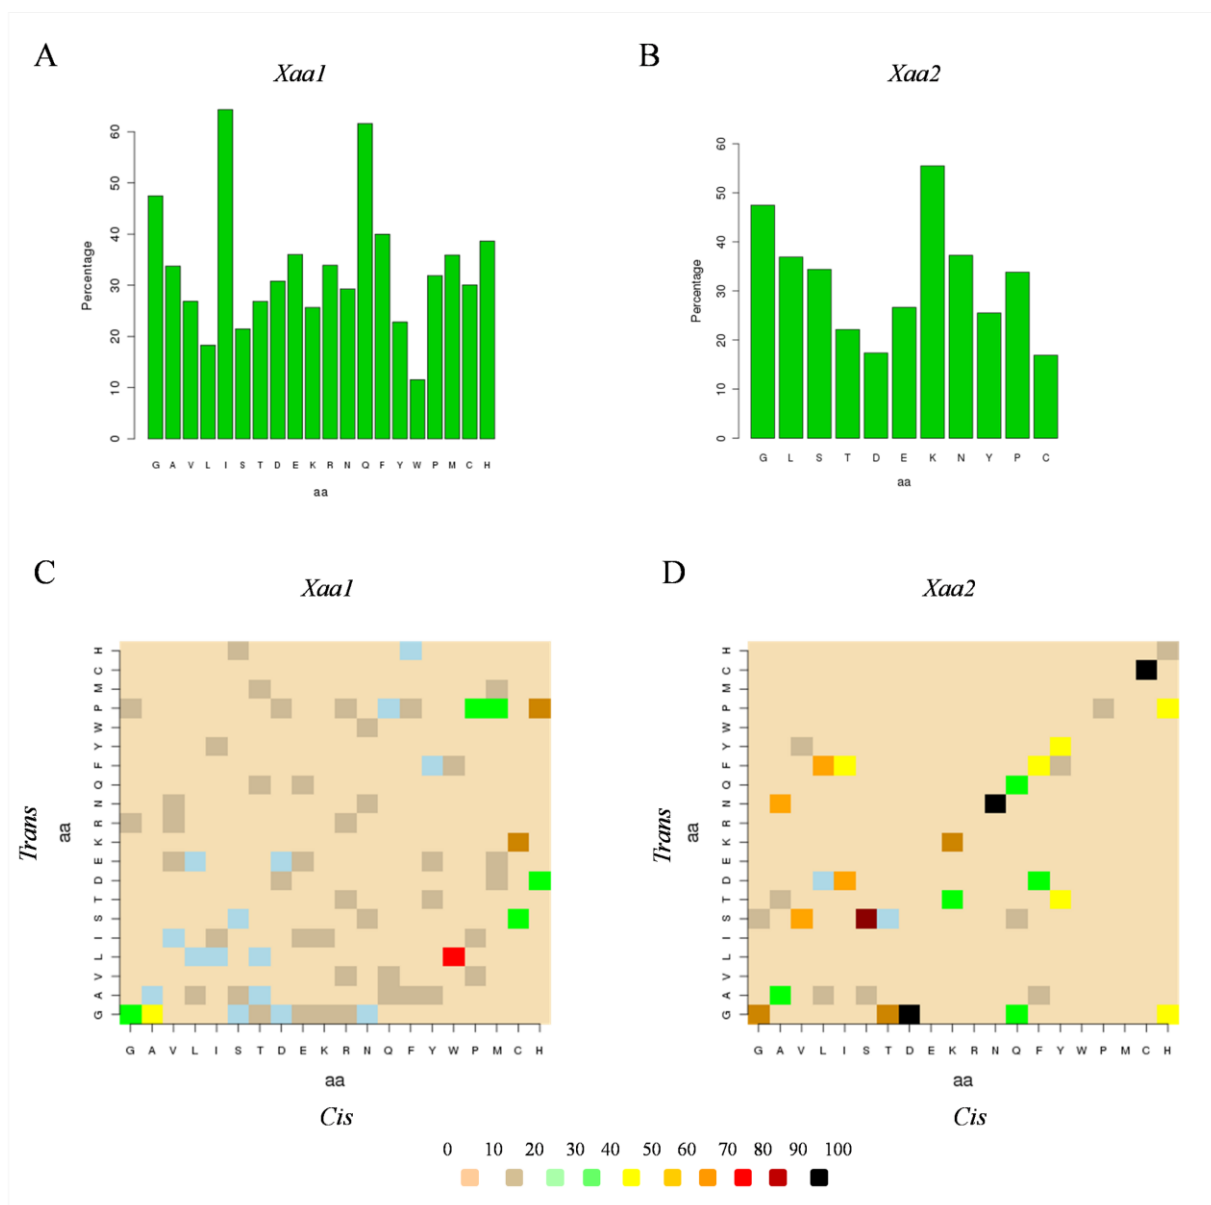 A
Xaa1
Percentage
60
50
40
30
20
10
0
G A V L I S T D E K R N Q F Y W P M C H
aa
B
Xaa2
Percentage
60
50
40
30
20
10
0
G L S T D E K N Y P C
aa
C
Xaa1
Trans
aa
H
C
M
P
W
Y
F
Q
N
R
K
E
D
T
S
I
L
V
A
G
G A V L I S T D E K R N Q F Y W P M C H
aa
Cis
D
Xaa2
Trans
aa
H
C
M
P
W
Y
F
Q
N
R
K
E
D
T
S
I
L
V
A
G
G A V L I S T D E K R N Q F Y W P M C H
aa
Cis
0 10 20 30 40 50 60 70 80 90 100